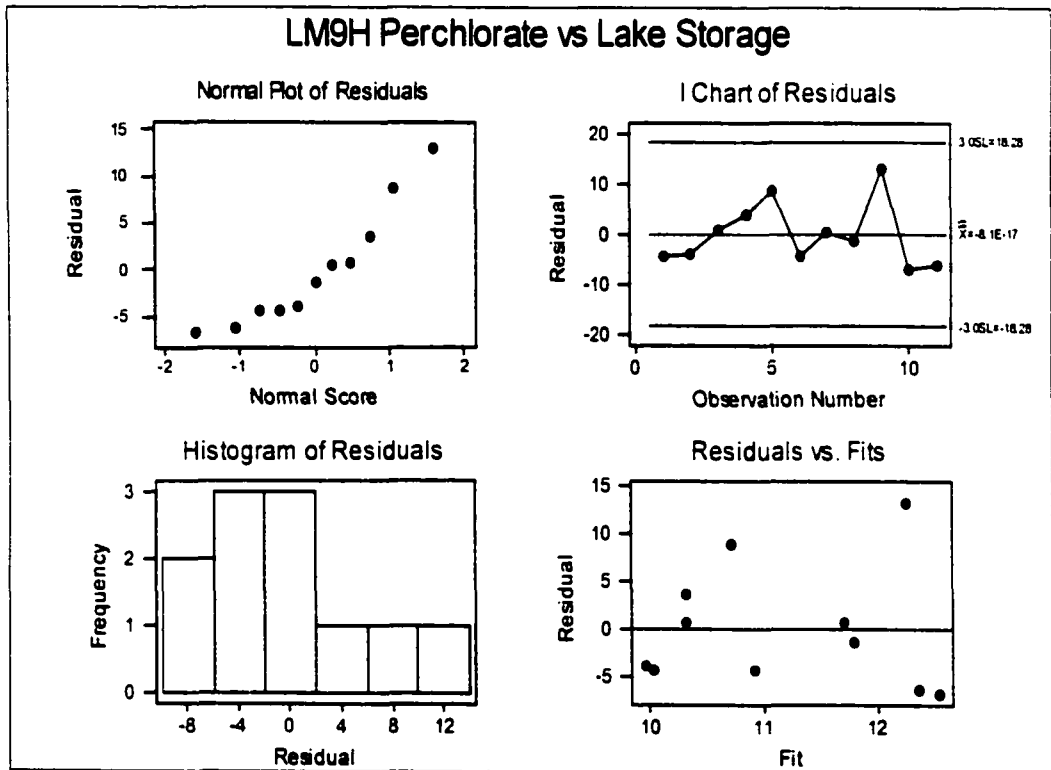 LM9H Perchlorate vs Lake Storage
Normal Plot of Residuals
15
10
5
0
-5
Residual
-2 -1 0 1 2
Normal Score
I Chart of Residuals
20
10
0
-10
-20
Residual
3.0SL=18.28
X=-8.1E-17
-3.0SL=-18.28
0 5 10
Observation Number
Histogram of Residuals
3
2
1
0
Frequency
-8 -4 0 4 8 12
Residual
Residuals vs. Fits
15
10
5
0
-5
Residual
10 11 12
Fit